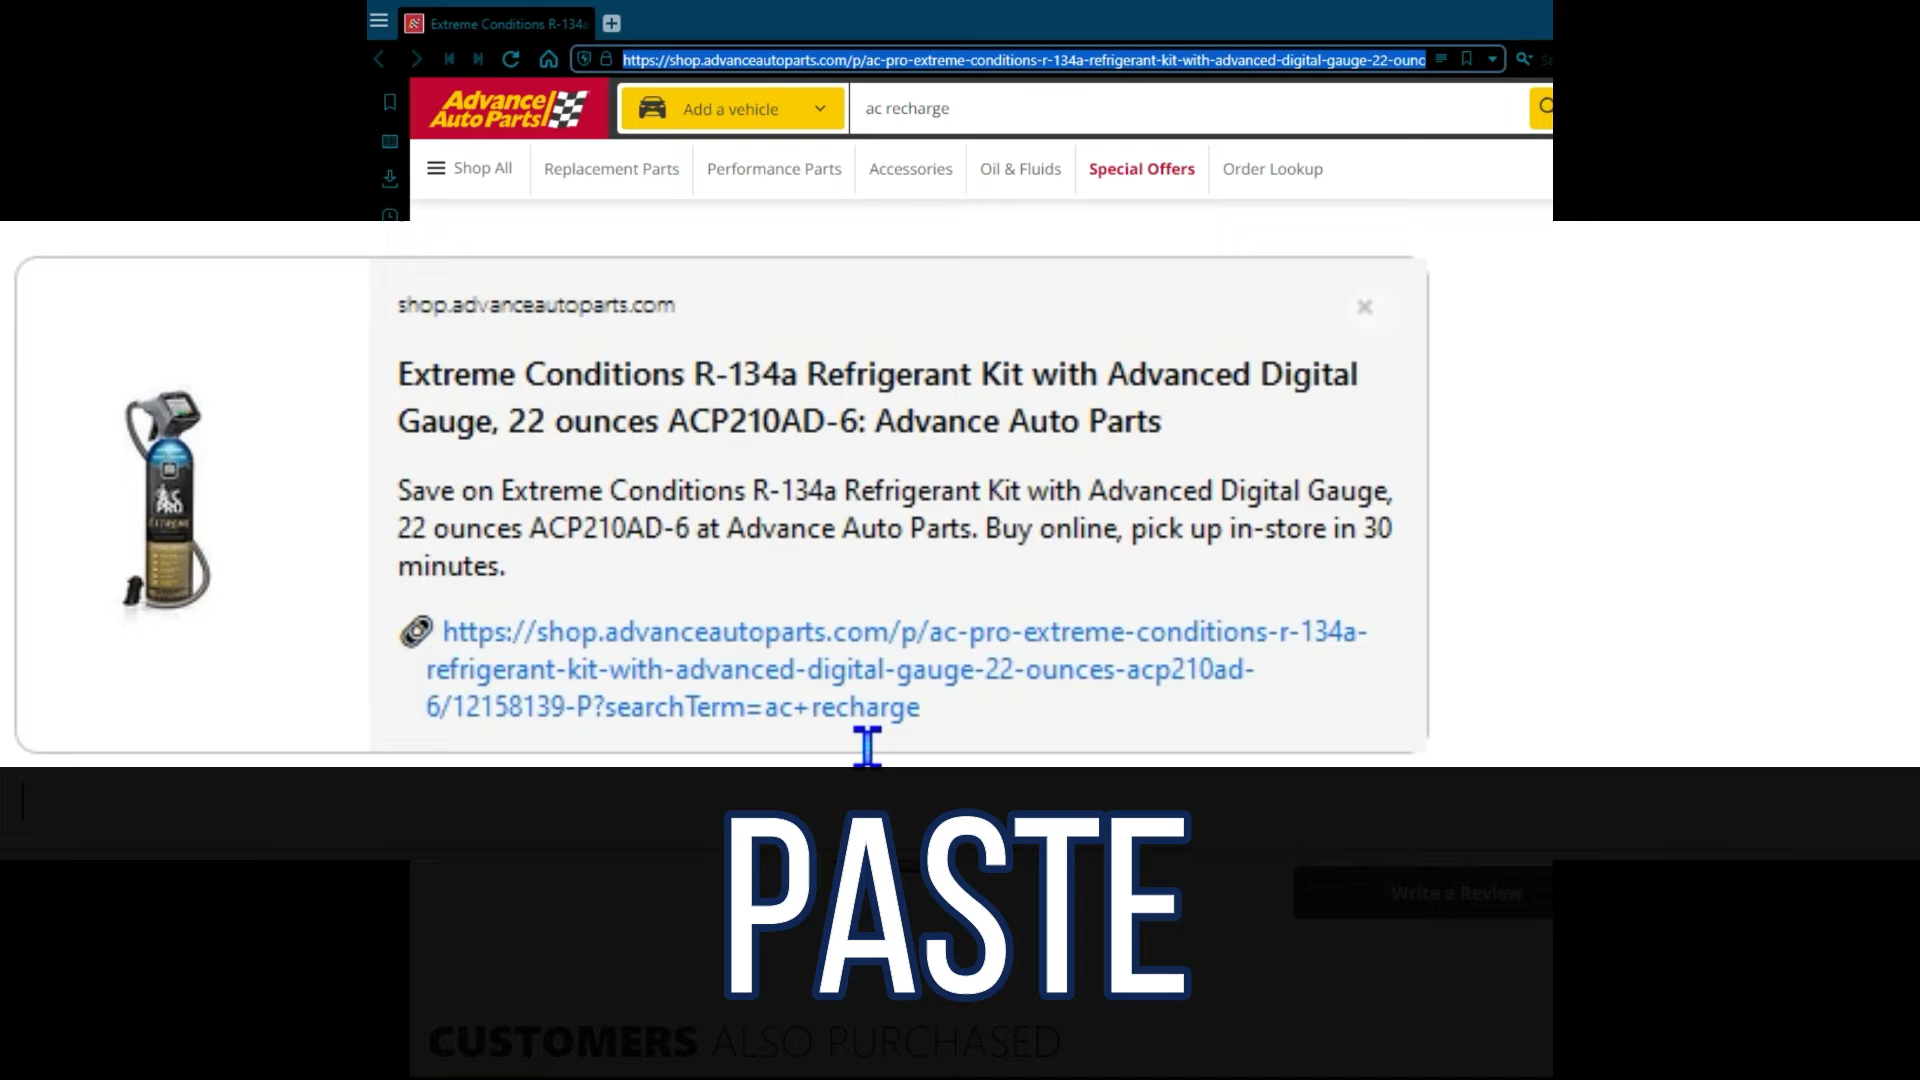 Extreme Conditions R-134a
https://shop.advanceautoparts.com/p/ac-pro-extreme-conditions-r-134a-refrigerant-kit-with-advanced-digital-gauge-22-ounc
Advance
Auto Parts
Add a vehicle
ac recharge
Shop All
Replacement Parts
Performance Parts
Accessories
Oil & Fluids
Special Offers
Order Lookup
shop.advanceautoparts.com
Extreme Conditions R-134a Refrigerant Kit with Advanced Digital
Gauge, 22 ounces ACP210AD-6: Advance Auto Parts
Save on Extreme Conditions R-134a Refrigerant Kit with Advanced Digital Gauge,
22 ounces ACP210AD-6 at Advance Auto Parts. Buy online, pick up in-store in 30
minutes.
https://shop.advanceautoparts.com/p/ac-pro-extreme-conditions-r-134a-
refrigerant-kit-with-advanced-digital-gauge-22-ounces-acp210ad-
6/12158139-P?searchTerm=ac+recharge
A/C
PRO
EXTREME
PASTE
Write a Review
CUSTOMERS ALSO PURCHASED